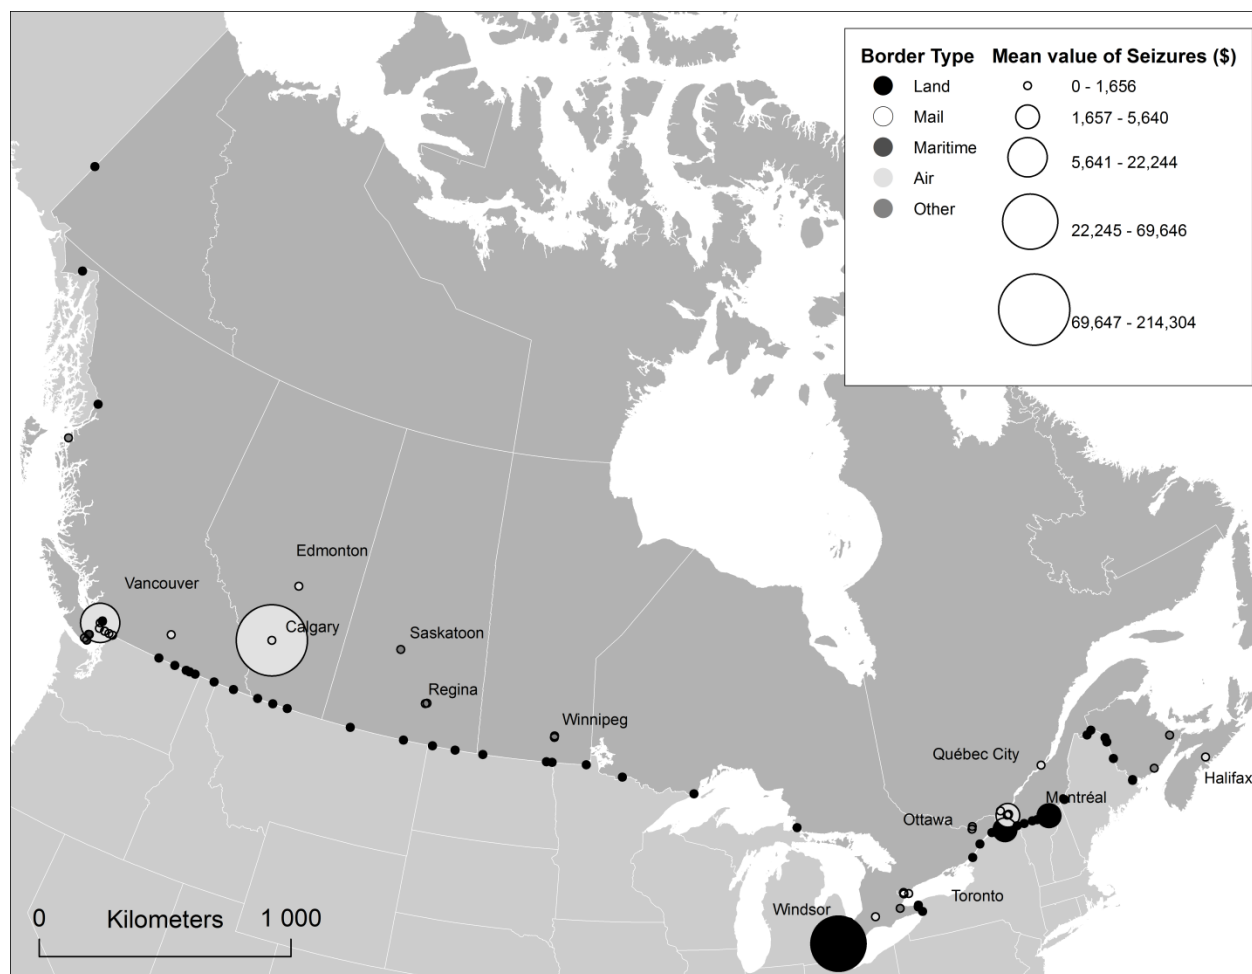 Border Type Mean value of Seizures ($)
Land 0 - 1,656
Mail 1,657 - 5,640
Maritime 5,641 - 22,244
Air
Other 22,245 - 69,646
69,647 - 214,304
Edmonton
Vancouver
Calgary
Saskatoon
Regina
Winnipeg
Québec City
Halifax
Montréal
Ottawa
Toronto
Windsor
0 Kilometers 1 000